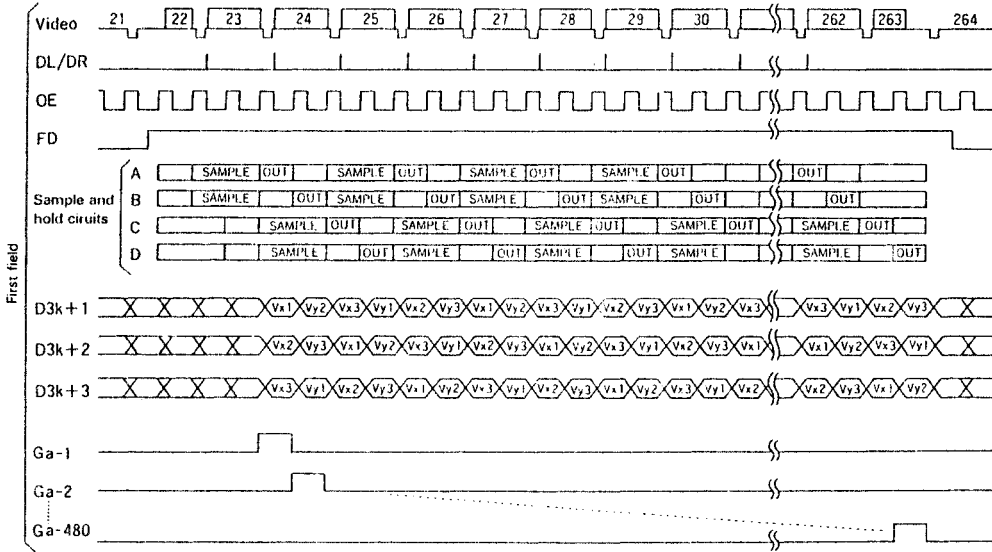 21 22 23 24 25 26 27 28 29 30 262 263 264
Video
DL/DR
OE
FD
First field
Sample and
hold ciruits
A SAMPLE OUT SAMPLE OUT SAMPLE OUT SAMPLE OUT OUT
B SAMPLE OUT SAMPLE OUT SAMPLE OUT SAMPLE OUT OUT
C SAMPLE OUT SAMPLE OUT SAMPLE OUT SAMPLE OUT SAMPLE OUT
D SAMPLE OUT SAMPLE OUT SAMPLE OUT SAMPLE OUT SAMPLE OUT
D3k+1 Vx1 Vy2 Vx3 Vy1 Vx2 Vy3 Vx1 Vy2 Vx3 Vy1 Vx2 Vy3 Vx1 Vy2 Vx3 Vx3 Vy1 Vx2 Vy3
D3k+2 Vx2 Vy3 Vx1 Vy2 Vx3 Vy1 Vx2 Vy3 Vx1 Vy2 Vx3 Vy1 Vx2 Vy3 Vx1 Vx1 Vy2 Vx3 Vy1
D3k+3 Vx3 Vy1 Vx2 Vy3 Vx1 Vy2 Vx3 Vy1 Vx2 Vy3 Vx1 Vy2 Vx3 Vy1 Vx2 Vx2 Vy3 Vx1 Vy2
Ga-1
Ga-2
Ga-480